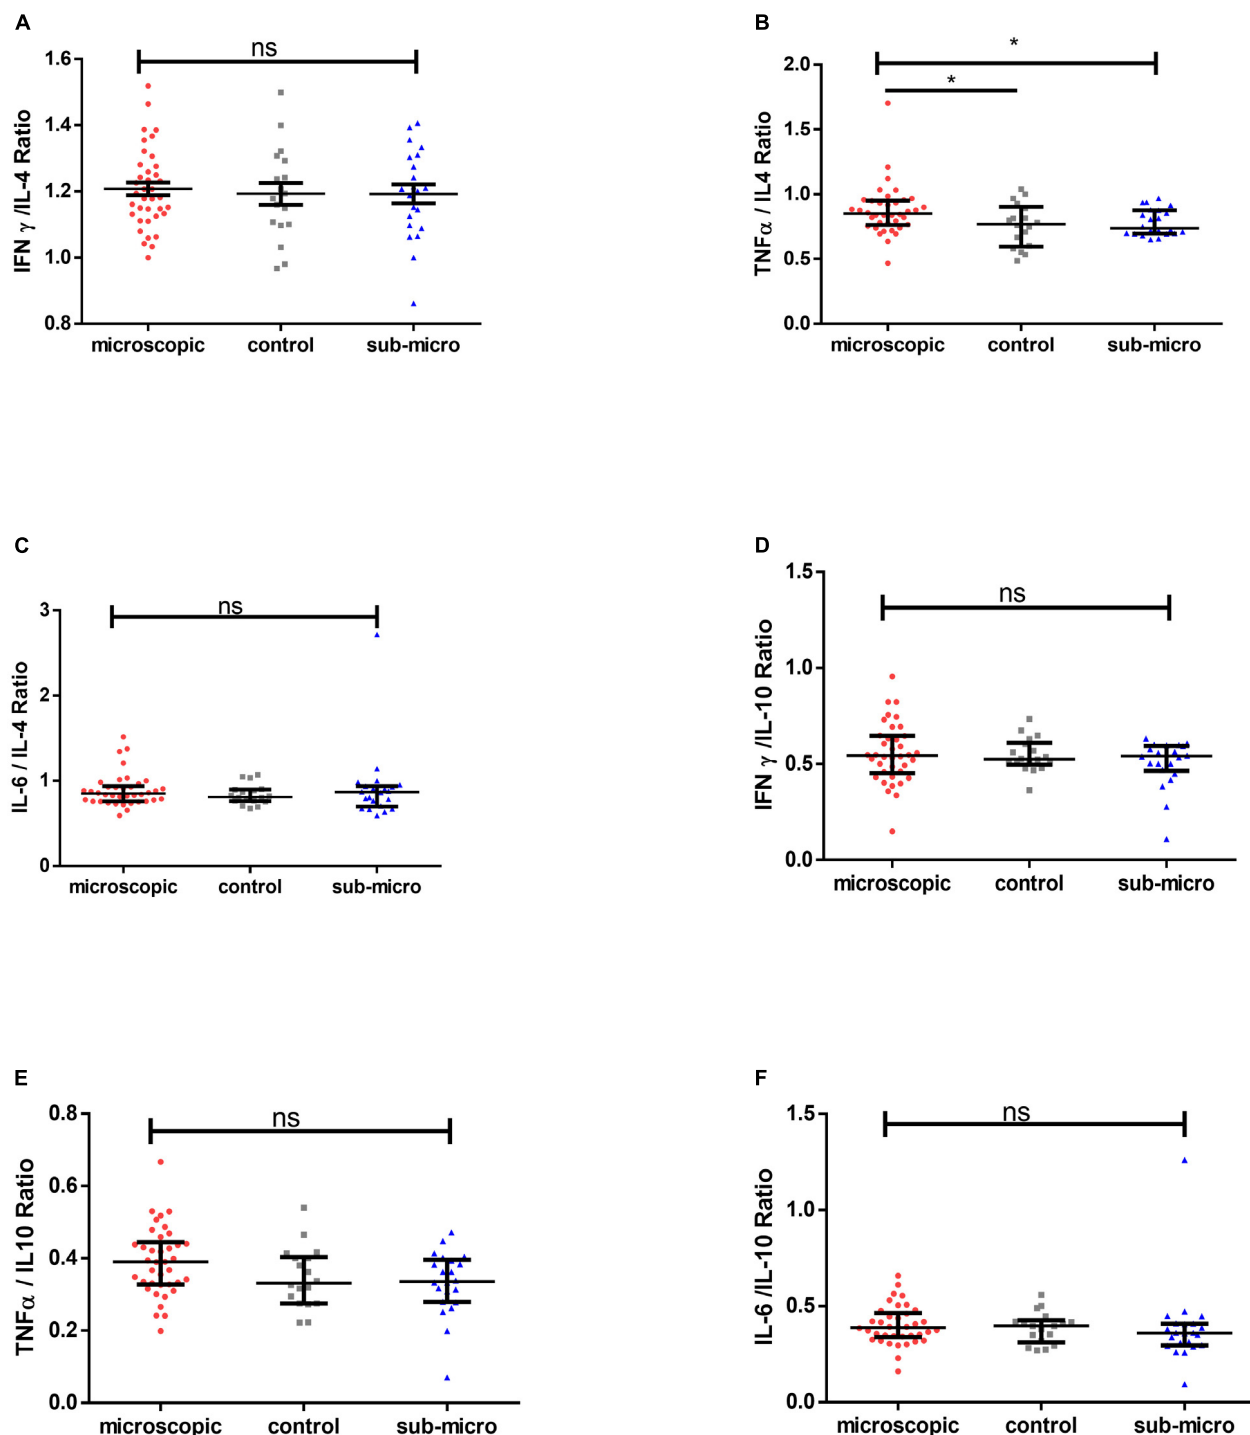 A
IFN γ /IL-4 Ratio
1.6
1.4
1.2
1.0
0.8
ns
microscopic control sub-micro
B
TNFα / IL4 Ratio
2.0
1.5
1.0
0.5
0.0
*
*
microscopic control sub-micro
C
IL-6 / IL-4 Ratio
3
2
1
0
ns
microscopic control sub-micro
D
IFN γ /IL-10 Ratio
1.5
1.0
0.5
0.0
ns
microscopic control sub-micro
E
TNFα / IL10 Ratio
0.8
0.6
0.4
0.2
0.0
ns
microscopic control sub-micro
F
IL-6 /IL-10 Ratio
1.5
1.0
0.5
0.0
ns
microscopic control sub-micro